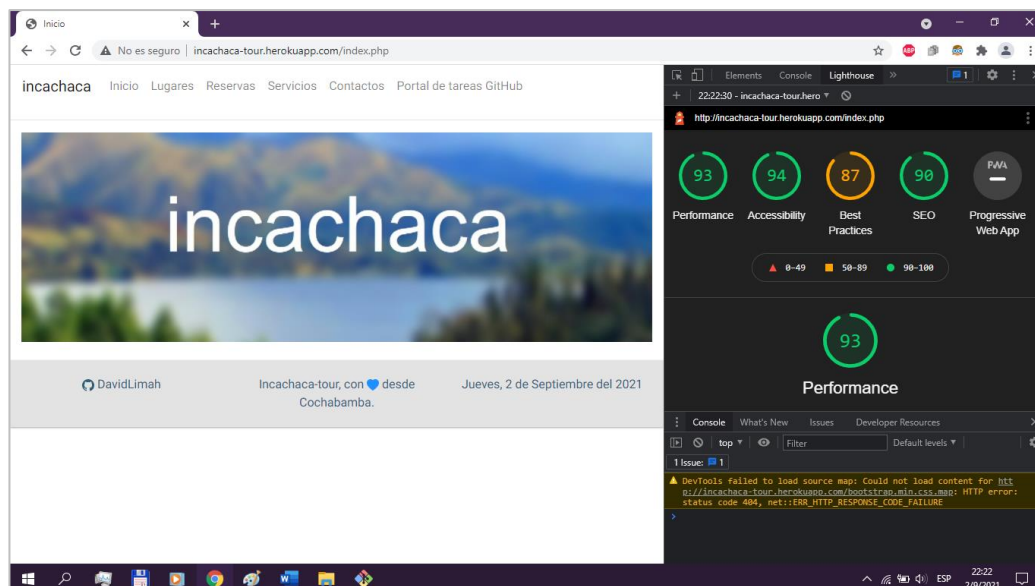 Inicio
No es seguro | incachaca-tour.herokuapp.com/index.php
ABP
incachaca Inicio Lugares Reservas Servicios Contactos Portal de tareas GitHub
incachaca
DavidLimah
Incachaca-tour, con 💙 desde
Cochabamba.
Jueves, 2 de Septiembre del 2021
Elements Console Lighthouse » 1
+ 22:22:30 - incachaca-tour.hero
http://incachaca-tour.herokuapp.com/index.php
93 94 87 90 PWA
Performance Accessibility Best Practices SEO Progressive Web App
0–49 50–89 90–100
93
Performance
Console What's New Issues Developer Resources
top Filter Default levels
1 Issue: 1
DevTools failed to load source map: Could not load content for htt
p://incachaca-tour.herokuapp.com/bootstrap.min.css.map: HTTP error:
status code 404, net::ERR_HTTP_RESPONSE_CODE_FAILURE
ESP
22:22
2/9/2021